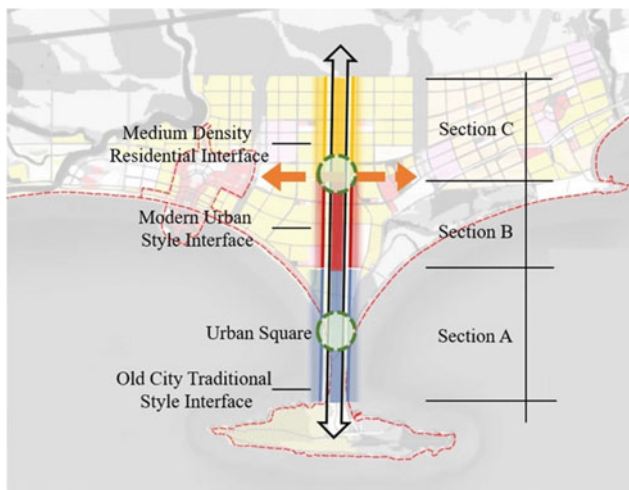 Medium Density
Residential Interface
Section C
Modern Urban
Style Interface
Section B
Urban Square
Section A
Old City Traditional
Style Interface